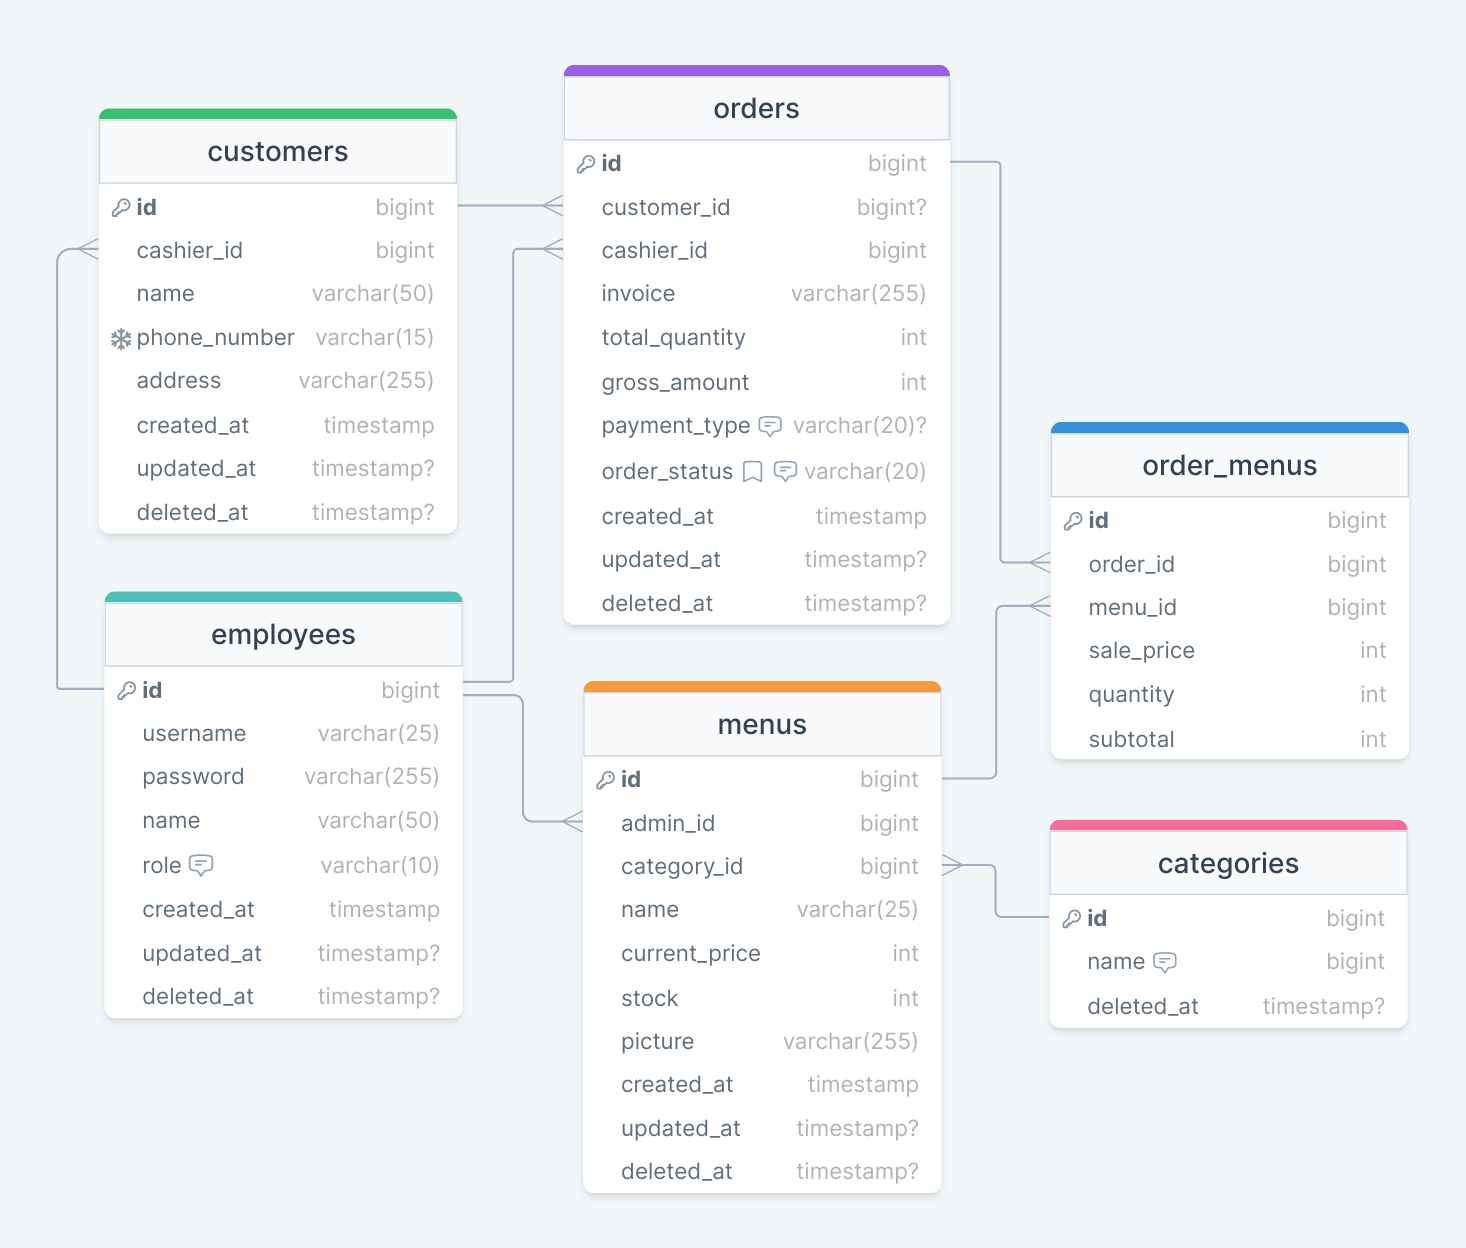 customers
id bigint
cashier_id bigint
name varchar(50)
phone_number varchar(15)
address varchar(255)
created_at timestamp
updated_at timestamp?
deleted_at timestamp?
orders
id bigint
customer_id bigint?
cashier_id bigint
invoice varchar(255)
total_quantity int
gross_amount int
payment_type varchar(20)?
order_status varchar(20)
created_at timestamp
updated_at timestamp?
deleted_at timestamp?
order_menus
id bigint
order_id bigint
menu_id bigint
sale_price int
quantity int
subtotal int
employees
id bigint
username varchar(25)
password varchar(255)
name varchar(50)
role varchar(10)
created_at timestamp
updated_at timestamp?
deleted_at timestamp?
menus
id bigint
admin_id bigint
category_id bigint
name varchar(25)
current_price int
stock int
picture varchar(255)
created_at timestamp
updated_at timestamp?
deleted_at timestamp?
categories
id bigint
name bigint
deleted_at timestamp?